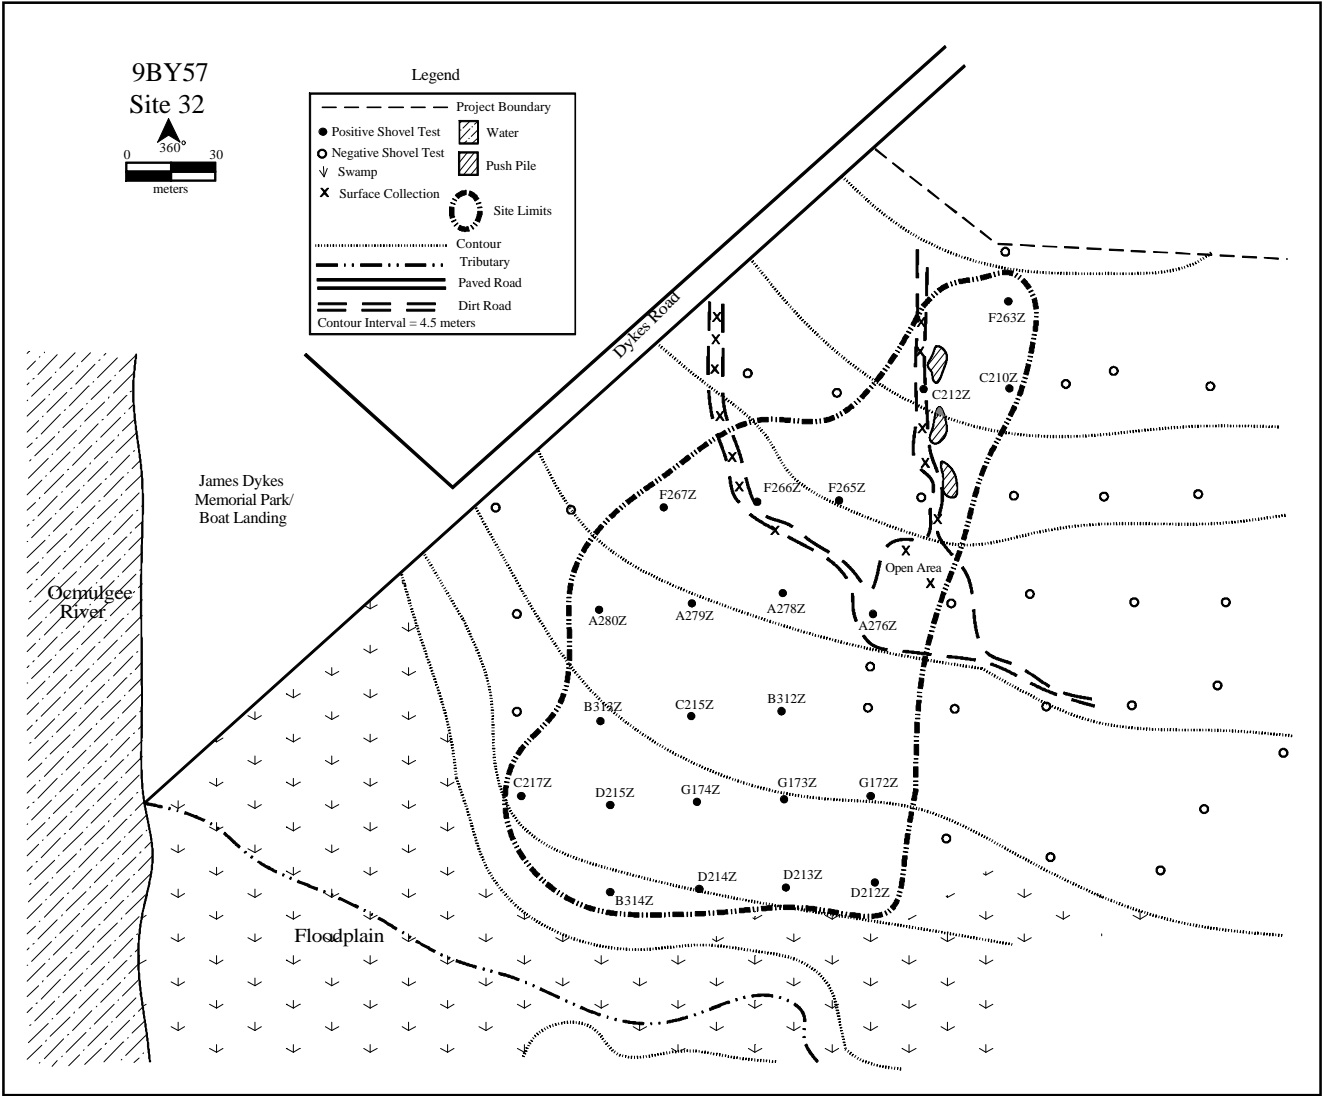 9BY57
Site 32
360°
0 30
meters
Legend
Project Boundary
Positive Shovel Test
Water
Negative Shovel Test
Swamp
Push Pile
X Surface Collection
Site Limits
Contour
Tributary
Paved Road
Dirt Road
Contour Interval = 4.5 meters
Dykes Road
F263Z
C210Z
C212Z
James Dykes
Memorial Park/
Boat Landing
F267Z
F266Z
F265Z
Open Area
Ocmulgee
River
A280Z
A279Z
A278Z
A276Z
B313Z
C215Z
B312Z
C217Z
D215Z
G174Z
G173Z
G172Z
B314Z
D214Z
D213Z
D212Z
Floodplain